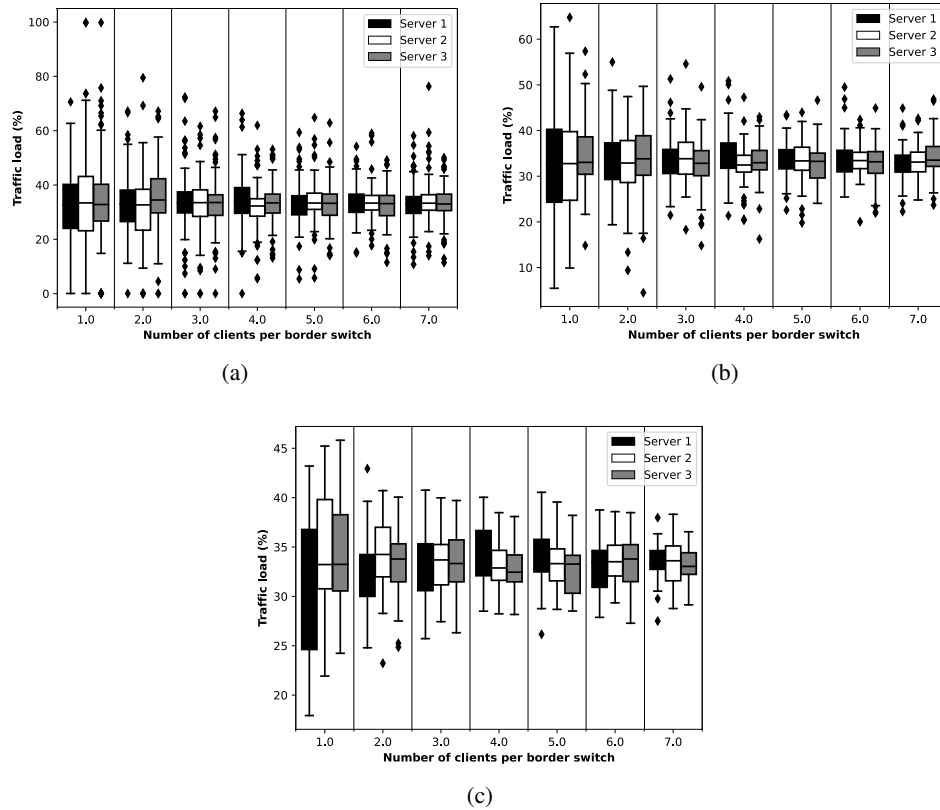 100
80
60
40
20
0
Traffic load (%)
Server 1
Server 2
Server 3
1.0 2.0 3.0 4.0 5.0 6.0 7.0
Number of clients per border switch
(a)
60
50
40
30
20
10
Traffic load (%)
Server 1
Server 2
Server 3
1.0 2.0 3.0 4.0 5.0 6.0 7.0
Number of clients per border switch
(b)
45
40
35
30
25
20
Traffic load (%)
Server 1
Server 2
Server 3
1.0 2.0 3.0 4.0 5.0 6.0 7.0
Number of clients per border switch
(c)